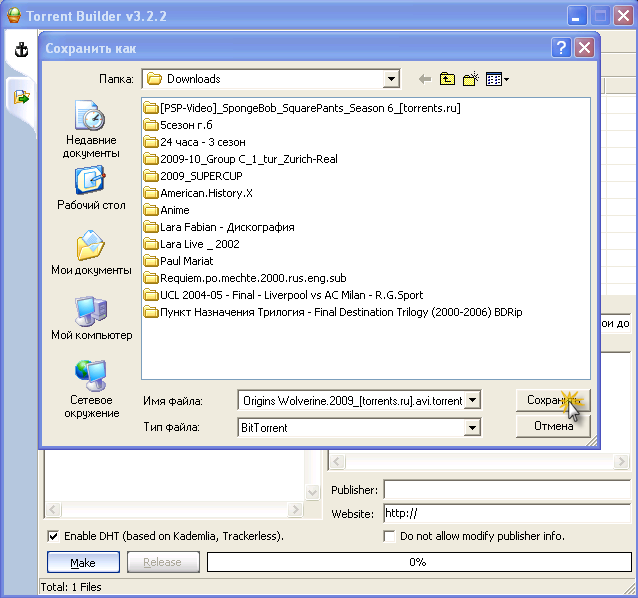 Torrent Builder v3.2.2
Сохранить как
Папка:
Downloads
Недавние документы
Рабочий стол
Мои документы
Мой компьютер
Сетевое окружение
[PSP-Video]_SpongeBob_SquarePants_Season 6_[torrents.ru]
5сезон г.6
24 часа - 3 сезон
2009-10_Group C_1_tur_Zurich-Real
2009_SUPERCUP
American.History.X
Anime
Lara Fabian - Дискография
Lara Live _ 2002
Paul Mariat
Requiem.po.mechte.2000.rus.eng.sub
UCL 2004-05 - Final - Liverpool vs AC Milan - R.G.Sport
Пункт Назначения Трилогия - Final Destination Trilogy (2000-2006) BDRip
ои до
Имя файла:
Origins Wolverine.2009_[torrents.ru].avi.torrent
Сохранить
Тип файла:
BitTorrent
Отмена
Publisher:
Website:
http://
Enable DHT (based on Kademlia, Trackerless).
Do not allow modify publisher info.
Make
Release
0%
Total: 1 Files